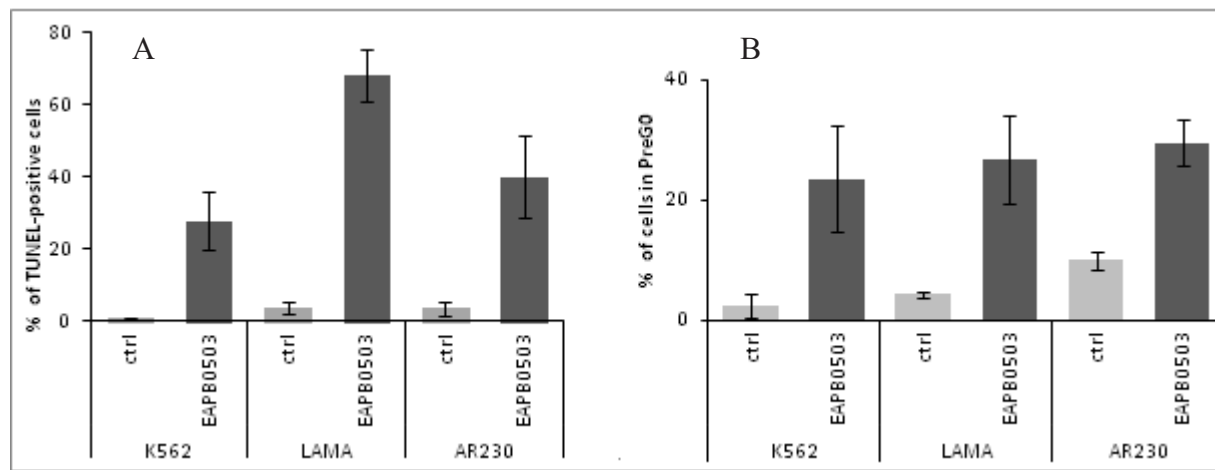 A
% of TUNEL-positive cells
80
60
40
20
0
ctrl
EAPB0503
ctrl
EAPB0503
ctrl
EAPB0503
K562
LAMA
AR230
B
% of cells in PreG0
40
20
0
ctrl
EAPB0503
ctrl
EAPB0503
ctrl
EAPB0503
K562
LAMA
AR230